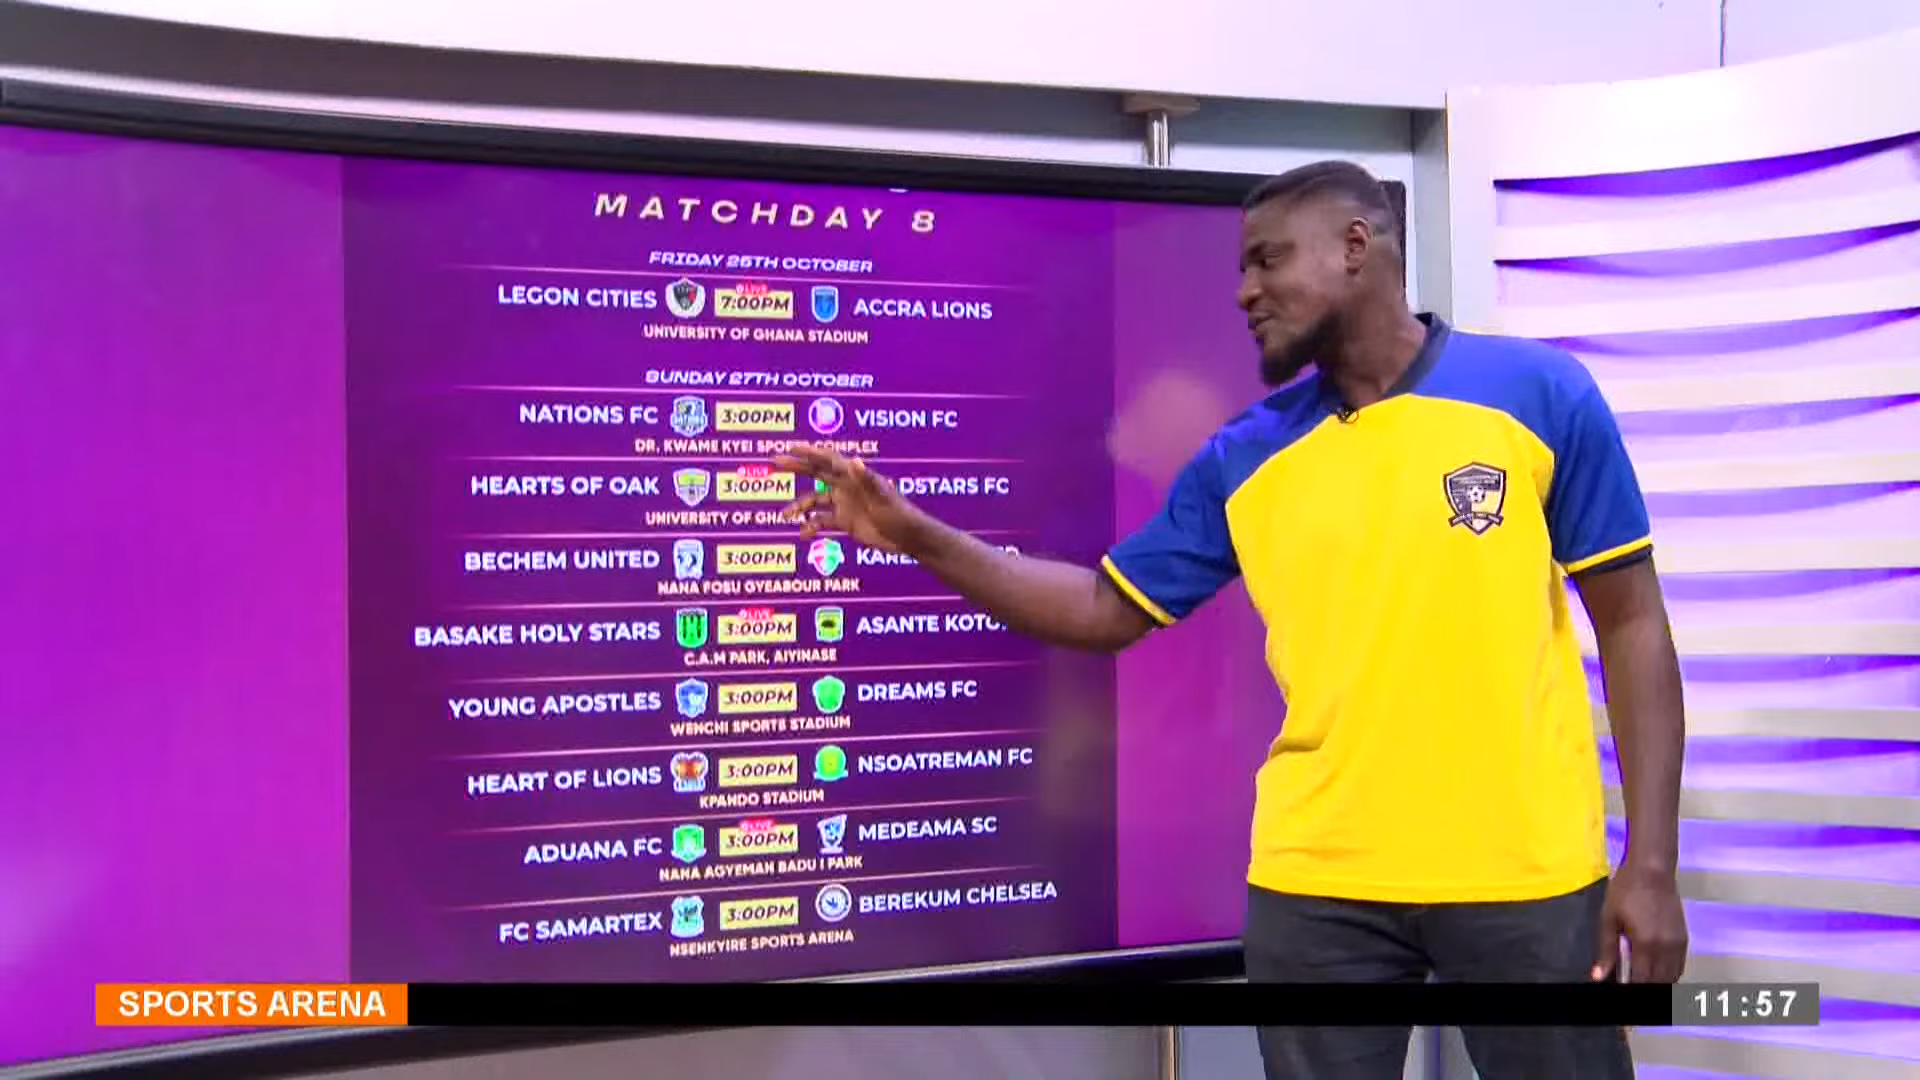 MATCHDAY 8
FRIDAY 25TH OCTOBER
LEGON CITIES LIVE 7:00PM ACCRA LIONS
UNIVERSITY OF GHANA STADIUM
SUNDAY 27TH OCTOBER
NATIONS FC 3:00PM VISION FC
DR. KWAME KYEI SPORTS COMPLEX
HEARTS OF OAK LIVE 3:00PM DSTARS FC
UNIVERSITY OF GHANA
BECHEM UNITED 3:00PM KARE
NANA FOSU GYEABOUR PARK
BASAKE HOLY STARS LIVE 3:00PM ASANTE KOTO
C.A.M PARK, AIYINASE
YOUNG APOSTLES 3:00PM DREAMS FC
WENCHI SPORTS STADIUM
HEART OF LIONS 3:00PM NSOATREMAN FC
KPANDO STADIUM
ADUANA FC LIVE 3:00PM MEDEAMA SC
NANA AGYEMAN BADU I PARK
FC SAMARTEX 3:00PM BEREKUM CHELSEA
NSENKYIRE SPORTS ARENA
SPORTS ARENA
11:57